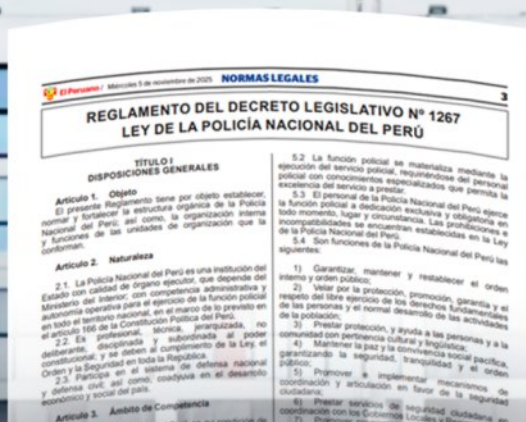 El Peruano / Miércoles 5 de noviembre de 2025 NORMAS LEGALES 3
REGLAMENTO DEL DECRETO LEGISLATIVO Nº 1267
LEY DE LA POLICÍA NACIONAL DEL PERÚ
TÍTULO I
DISPOSICIONES GENERALES
Artículo 1. Objeto
El presente Reglamento tiene por objeto establecer,
normar y fortalecer la estructura orgánica de la Policía
Nacional del Perú; así como, la organización interna
y funciones de las unidades de organización que la
conforman.
Artículo 2. Naturaleza
2.1. La Policía Nacional del Perú es una institución del
Estado con calidad de órgano ejecutor, que depende del
Ministerio del Interior; con competencia administrativa y
autonomía operativa para el ejercicio de la función policial
en todo el territorio nacional, en el marco de lo previsto en
el artículo 166 de la Constitución Política del Perú.
2.2. Es profesional, técnica, jerarquizada, no
deliberante, disciplinada y subordinada al poder
constitucional; y se deben al cumplimiento de la Ley, el
Orden y la Seguridad en toda la República.
2.3. Participa en el sistema de defensa nacional
y defensa civil; así como, coadyuva en el desarrollo
económico y social del país.
Artículo 3. Ámbito de Competencia
5.2 La función policial se materializa mediante la
ejecución del servicio policial, requiriéndose del personal
policial con conocimientos especializados que permita la
excelencia del servicio a prestar.
5.3 El personal de la Policía Nacional del Perú ejerce
la función policial a dedicación exclusiva y obligatoria en
todo momento, lugar y circunstancia. Las prohibiciones e
incompatibilidades se encuentran establecidas en la Ley
de la Policía Nacional del Perú.
5.4 Son funciones de la Policía Nacional del Perú las
siguientes:
1) Garantizar, mantener y restablecer el orden
interno y orden público;
2) Velar por la protección, promoción, garantía y el
respeto del libre ejercicio de los derechos fundamentales
de las personas y el normal desarrollo de las actividades
de la población;
3) Prestar protección, y ayuda a las personas y a la
comunidad con pertinencia cultural y lingüística;
4) Mantener la paz y la convivencia social pacífica,
garantizando la seguridad, tranquilidad y el orden
público;
5) Promover e implementar mecanismos de
coordinación y articulación en favor de la seguridad
ciudadana;
6) Prestar servicios de seguridad ciudadana en
coordinación con los Gobiernos Locales y
7) Promover